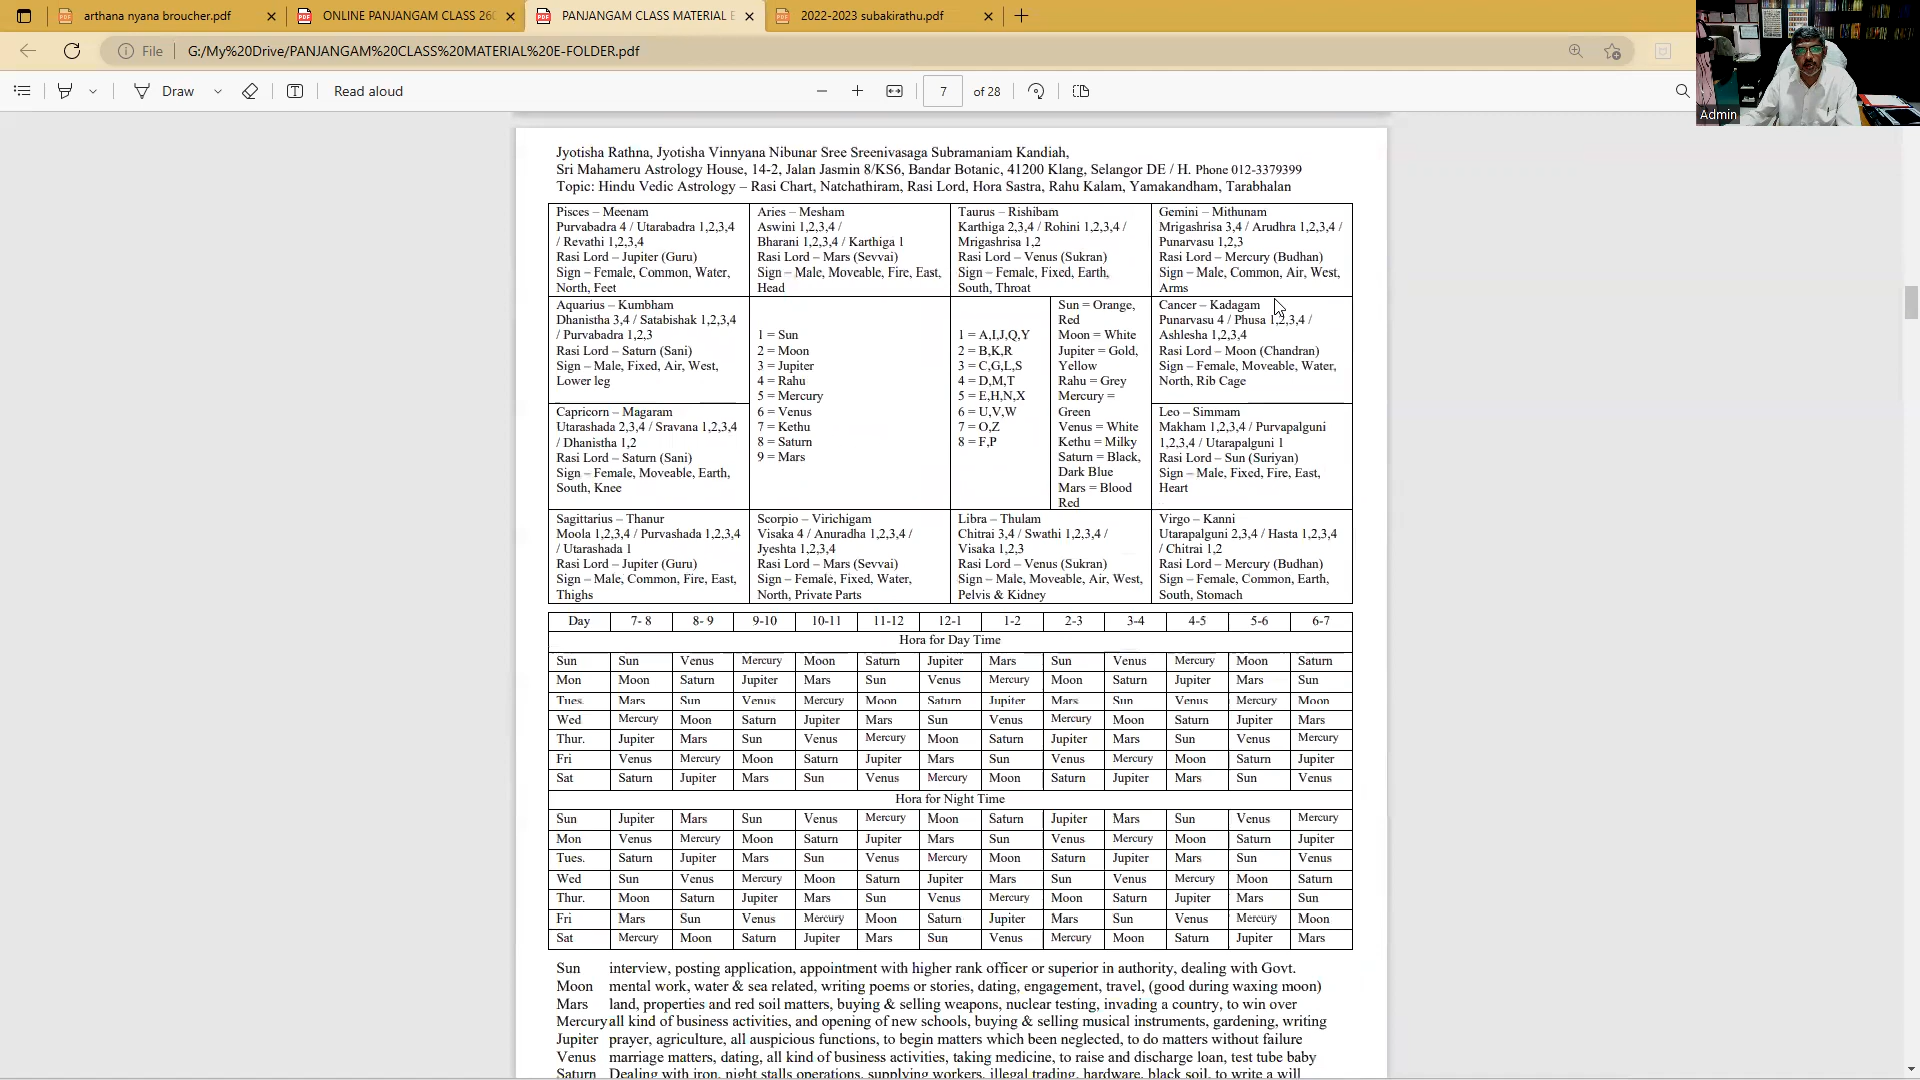 arthana nyana broucher.pdf
ONLINE PANJANGAM CLASS 260
PANJANGAM CLASS MATERIAL E
2022-2023 subakirathu.pdf
File
G:/My%20Drive/PANJANGAM%20CLASS%20MATERIAL%20E-FOLDER.pdf
Draw
Read aloud
7 of 28
Admin
Jyotisha Rathna, Jyotisha Vinnyana Nibunar Sree Sreenivasaga Subramaniam Kandiah,
Sri Mahameru Astrology House, 14-2, Jalan Jasmin 8/KS6, Bandar Botanic, 41200 Klang, Selangor DE / H. Phone 012-3379399
Topic: Hindu Vedic Astrology – Rasi Chart, Natchathiram, Rasi Lord, Hora Sastra, Rahu Kalam, Yamakandham, Tarabhalan
Pisces – Meenam
Purvabadra 4 / Utarabadra 1,2,3,4
/ Revathi 1,2,3,4
Rasi Lord – Jupiter (Guru)
Sign – Female, Common, Water,
North, Feet
Aries – Mesham
Aswini 1,2,3,4 /
Bharani 1,2,3,4 / Karthiga 1
Rasi Lord – Mars (Sevvai)
Sign – Male, Moveable, Fire, East,
Head
Taurus – Rishibam
Karthiga 2,3,4 / Rohini 1,2,3,4 /
Mrigashrisa 1,2
Rasi Lord – Venus (Sukran)
Sign – Female, Fixed, Earth,
South, Throat
Gemini – Mithunam
Mrigashrisa 3,4 / Arudhra 1,2,3,4 /
Punarvasu 1,2,3
Rasi Lord – Mercury (Budhan)
Sign – Male, Common, Air, West,
Arms
Aquarius – Kumbham
Dhanistha 3,4 / Satabishak 1,2,3,4
/ Purvabadra 1,2,3
Rasi Lord – Saturn (Sani)
Sign – Male, Fixed, Air, West,
Lower leg
1 = Sun
2 = Moon
3 = Jupiter
4 = Rahu
5 = Mercury
6 = Venus
7 = Kethu
8 = Saturn
9 = Mars
1 = A,I,J,Q,Y
2 = B,K,R
3 = C,G,L,S
4 = D,M,T
5 = E,H,N,X
6 = U,V,W
7 = O,Z
8 = F,P
Sun = Orange,
Red
Moon = White
Jupiter = Gold,
Yellow
Rahu = Grey
Mercury =
Green
Venus = White
Kethu = Milky
Saturn = Black,
Dark Blue
Mars = Blood
Red
Cancer – Kadagam
Punarvasu 4 / Phusa 1,2,3,4 /
Ashlesha 1,2,3,4
Rasi Lord – Moon (Chandran)
Sign – Female, Moveable, Water,
North, Rib Cage
Capricorn – Magaram
Utarashada 2,3,4 / Sravana 1,2,3,4
/ Dhanistha 1,2
Rasi Lord – Saturn (Sani)
Sign – Female, Moveable, Earth,
South, Knee
Leo – Simmam
Makham 1,2,3,4 / Purvapalguni
1,2,3,4 / Utarapalguni 1
Rasi Lord – Sun (Suriyan)
Sign – Male, Fixed, Fire, East,
Heart
Sagittarius – Thanur
Moola 1,2,3,4 / Purvashada 1,2,3,4
/ Utarashada 1
Rasi Lord – Jupiter (Guru)
Sign – Male, Common, Fire, East,
Thighs
Scorpio – Virichigam
Visaka 4 / Anuradha 1,2,3,4 /
Jyeshta 1,2,3,4
Rasi Lord – Mars (Sevvai)
Sign – Female, Fixed, Water,
North, Private Parts
Libra – Thulam
Chitrai 3,4 / Swathi 1,2,3,4 /
Visaka 1,2,3
Rasi Lord – Venus (Sukran)
Sign – Male, Moveable, Air, West,
Pelvis & Kidney
Virgo – Kanni
Utarapalguni 2,3,4 / Hasta 1,2,3,4
/ Chitrai 1,2
Rasi Lord – Mercury (Budhan)
Sign – Female, Common, Earth,
South, Stomach
Day 7- 8 8- 9 9-10 10-11 11-12 12-1 1-2 2-3 3-4 4-5 5-6 6-7
Hora for Day Time
Sun Sun Venus Mercury Moon Saturn Jupiter Mars Sun Venus Mercury Moon Saturn
Mon Moon Saturn Jupiter Mars Sun Venus Mercury Moon Saturn Jupiter Mars Sun
Tues. Mars Sun Venus Mercury Moon Saturn Jupiter Mars Sun Venus Mercury Moon
Wed Mercury Moon Saturn Jupiter Mars Sun Venus Mercury Moon Saturn Jupiter Mars
Thur. Jupiter Mars Sun Venus Mercury Moon Saturn Jupiter Mars Sun Venus Mercury
Fri Venus Mercury Moon Saturn Jupiter Mars Sun Venus Mercury Moon Saturn Jupiter
Sat Saturn Jupiter Mars Sun Venus Mercury Moon Saturn Jupiter Mars Sun Venus
Hora for Night Time
Sun Jupiter Mars Sun Venus Mercury Moon Saturn Jupiter Mars Sun Venus Mercury
Mon Venus Mercury Moon Saturn Jupiter Mars Sun Venus Mercury Moon Saturn Jupiter
Tues. Saturn Jupiter Mars Sun Venus Mercury Moon Saturn Jupiter Mars Sun Venus
Wed Sun Venus Mercury Moon Saturn Jupiter Mars Sun Venus Mercury Moon Saturn
Thur. Moon Saturn Jupiter Mars Sun Venus Mercury Moon Saturn Jupiter Mars Sun
Fri Mars Sun Venus Mercury Moon Saturn Jupiter Mars Sun Venus Mercury Moon
Sat Mercury Moon Saturn Jupiter Mars Sun Venus Mercury Moon Saturn Jupiter Mars
Sun interview, posting application, appointment with higher rank officer or superior in authority, dealing with Govt.
Moon mental work, water & sea related, writing poems or stories, dating, engagement, travel, (good during waxing moon)
Mars land, properties and red soil matters, buying & selling weapons, nuclear testing, invading a country, to win over
Mercury all kind of business activities, and opening of new schools, buying & selling musical instruments, gardening, writing
Jupiter prayer, agriculture, all auspicious functions, to begin matters which been neglected, to do matters without failure
Venus marriage matters, dating, all kind of business activities, taking medicine, to raise and discharge loan, test tube baby
Saturn Dealing with iron, night stalls operations, supplying workers, illegal trading, hardware, black soil, to write a will